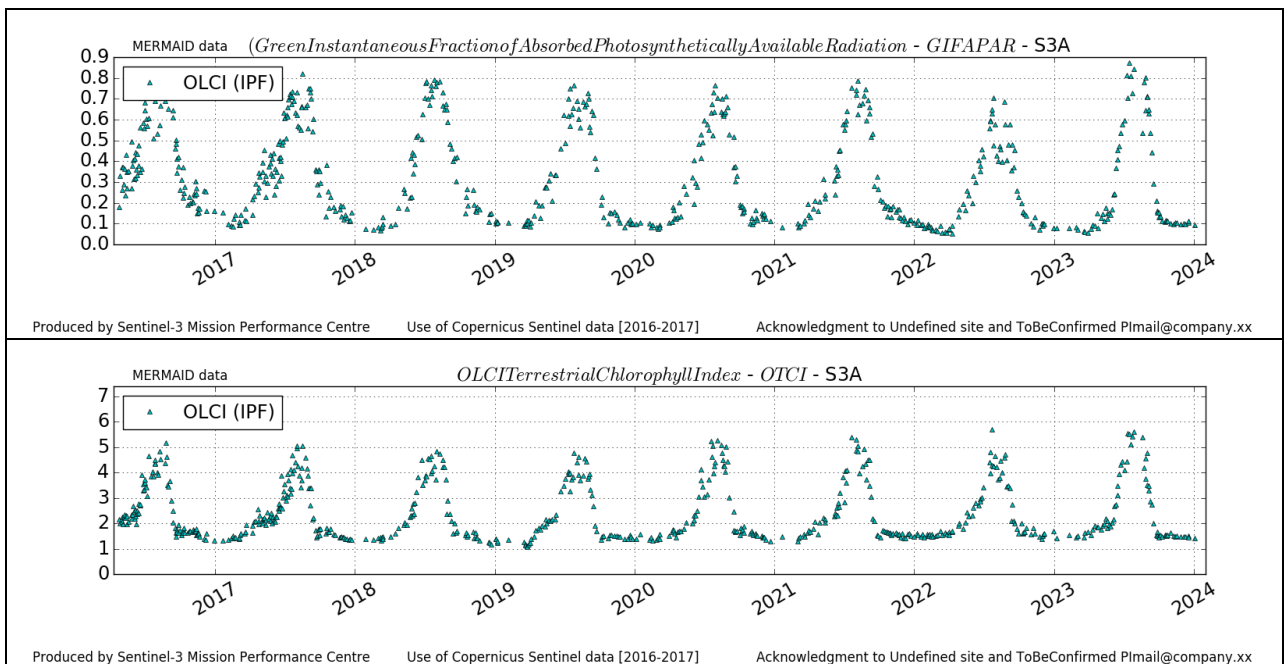 MERMAID data (GreenInstantaneousFractionofAbsorbedPhotosyntheticallyAvailableRadiation - GIFAPAR - S3A
0.9
OLCI (IPF)
0.8
0.7
0.6
0.5
0.4
0.3
0.2
0.1
0.0
2017 2018 2019 2020 2021 2022 2023 2024
Produced by Sentinel-3 Mission Performance Centre Use of Copernicus Sentinel data [2016-2017] Acknowledgment to Undefined site and ToBeConfirmed PImail@company.xx
MERMAID data OLCITerrestrialChlorophyllIndex - OTCI - S3A
7
OLCI (IPF)
6
5
4
3
2
1
0
2017 2018 2019 2020 2021 2022 2023 2024
Produced by Sentinel-3 Mission Performance Centre Use of Copernicus Sentinel data [2016-2017] Acknowledgment to Undefined site and ToBeConfirmed PImail@company.xx